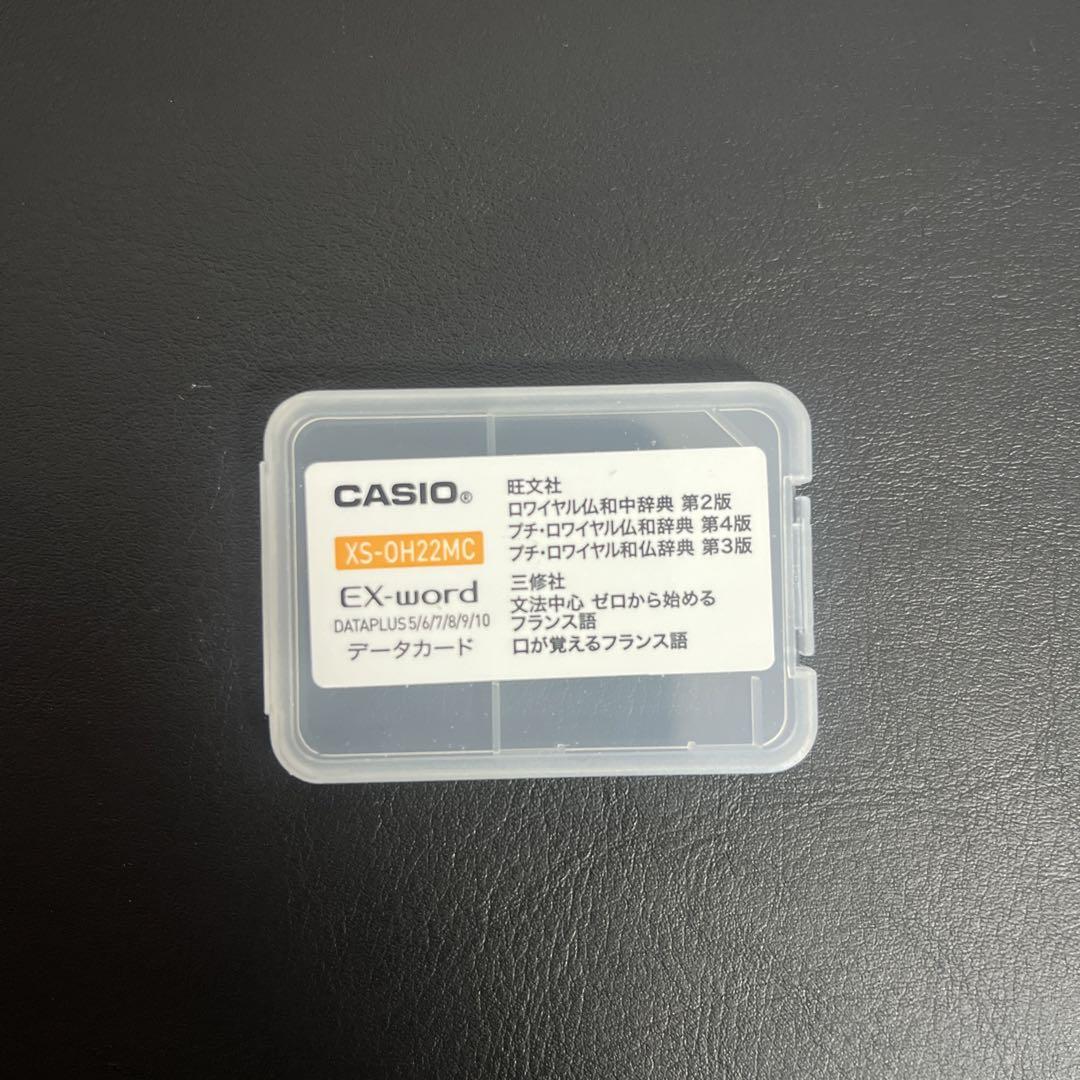 CASIO®
XS-OH22MC
EX-word
DATAPLUS 5/6/7/8/9/10
データカード
旺文社
ロワイヤル仏和中辞典 第2版
プチ・ロワイヤル仏和辞典 第4版
プチ・ロワイヤル和仏辞典 第3版
三修社
文法中心 ゼロから始める
フランス語
口が覚えるフランス語